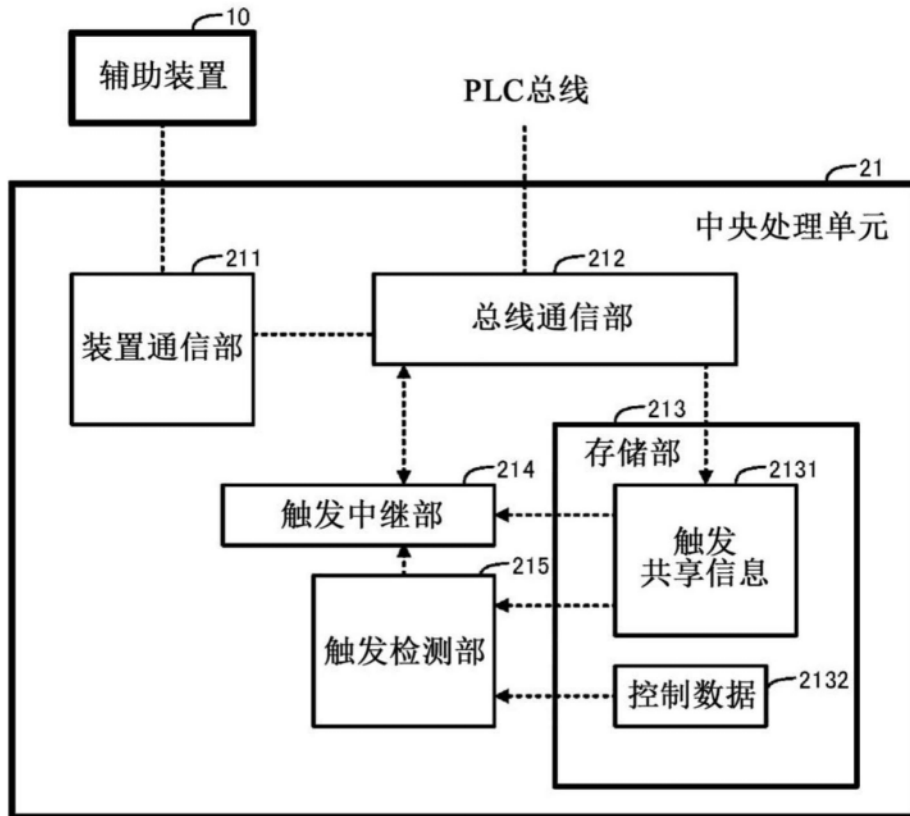 10
辅助装置
PLC总线
21
中央处理单元
211
装置通信部
212
总线通信部
213
存储部
2131
触发
共享信息
214
触发中继部
215
触发检测部
2132
控制数据